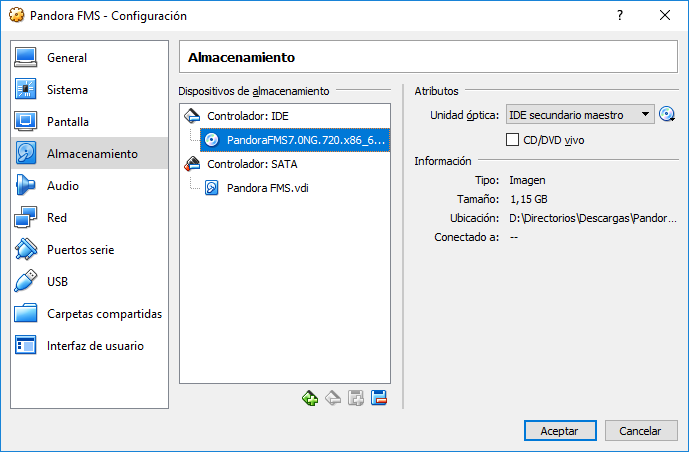 Pandora FMS - Configuración
?
General
Sistema
Pantalla
Almacenamiento
Audio
Red
Puertos serie
USB
Carpetas compartidas
Interfaz de usuario
Almacenamiento
Dispositivos de almacenamiento
Controlador: IDE
PandoraFMS7.0NG.720.x86_6...
Controlador: SATA
Pandora FMS.vdi
Atributos
Unidad óptica: IDE secundario maestro
CD/DVD vivo
Información
Tipo: Imagen
Tamaño: 1,15 GB
Ubicación: D:\Directorios\Descargas\Pandor...
Conectado a: --
Aceptar Cancelar